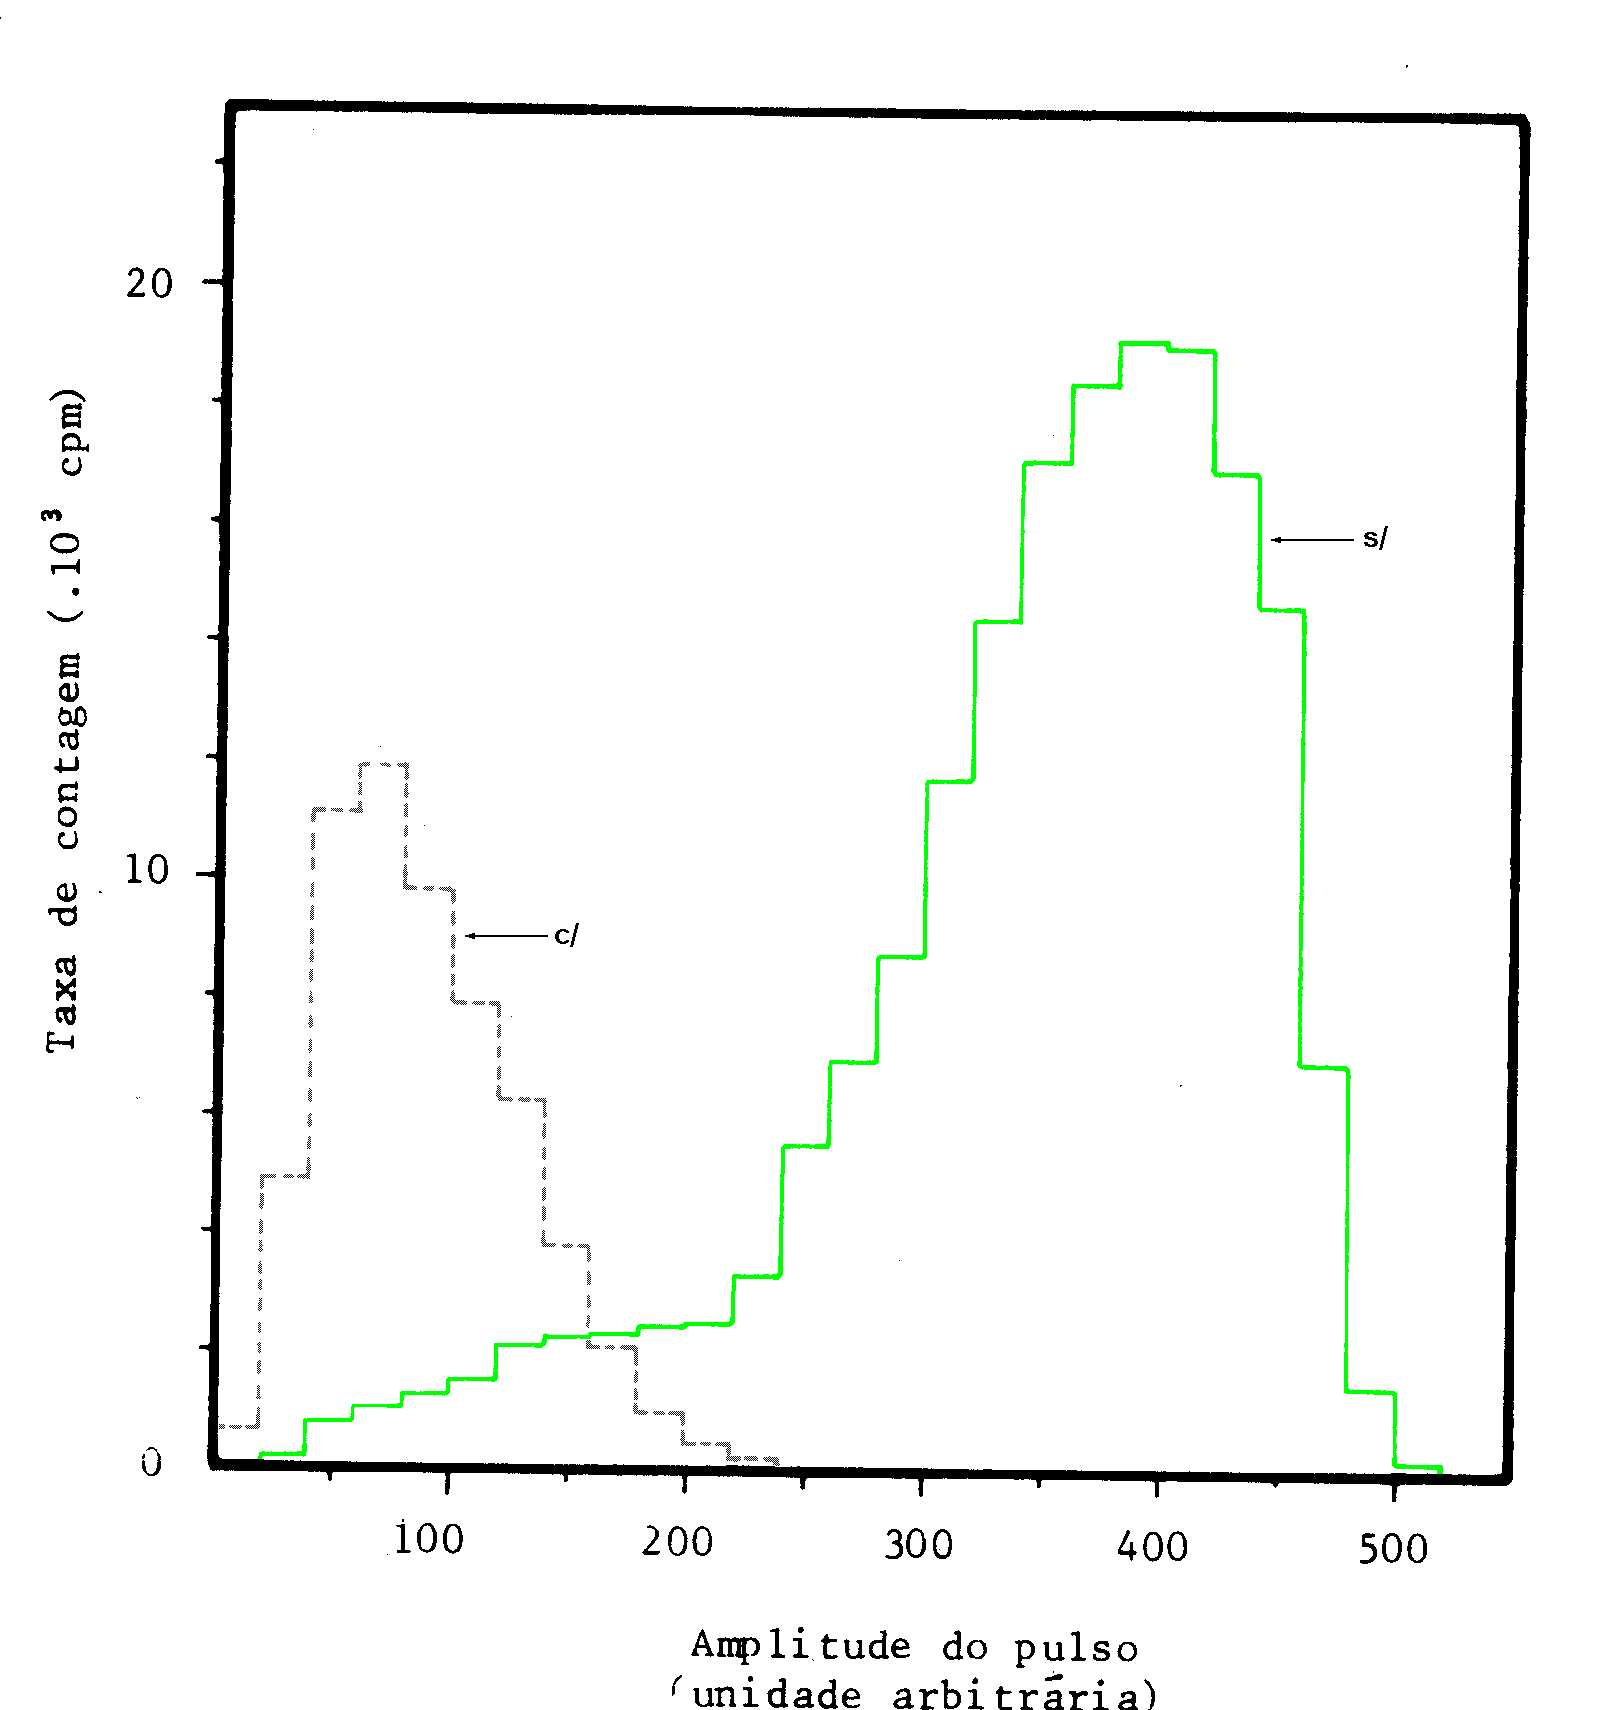 20
10
0
Taxa de contagem (.10³ cpm)
s/
c/
100
200
300
400
500
Amplitude do pulso
(unidade arbitrária)